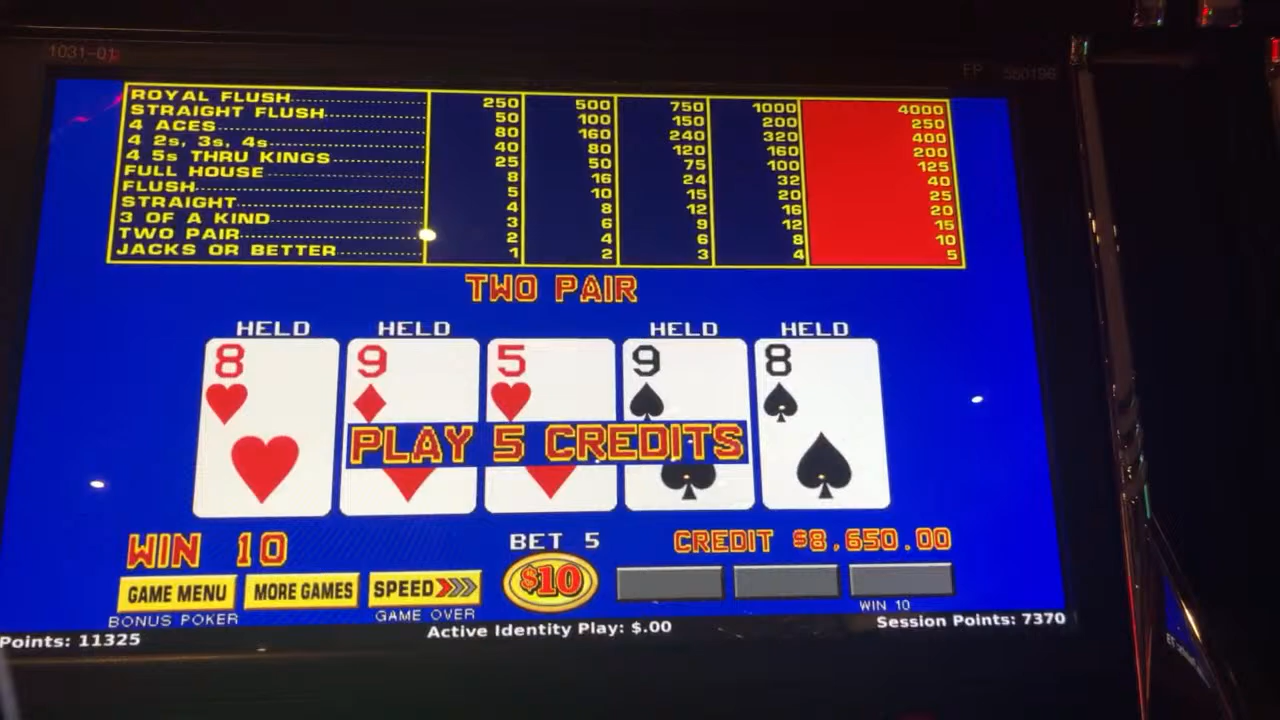 1031-01
FP 550196
ROYAL FLUSH 250 500 750 1000 4000
STRAIGHT FLUSH 50 100 150 200 250
4 ACES 80 160 240 320 400
4 2s, 3s, 4s 40 80 120 160 200
4 5s THRU KINGS 25 50 75 100 125
FULL HOUSE 8 16 24 32 40
FLUSH 5 10 15 20 25
STRAIGHT 4 8 12 16 20
3 OF A KIND 3 6 9 12 15
TWO PAIR 2 4 6 8 10
JACKS OR BETTER 1 2 3 4 5
TWO PAIR
HELD HELD HELD HELD
8 9 5 9 8
PLAY 5 CREDITS
WIN 10 BET 5 CREDIT $8,650.00
GAME MENU MORE GAMES SPEED $10
BONUS POKER GAME OVER WIN 10
Points: 11325 Active Identity Play: $.00 Session Points: 7370